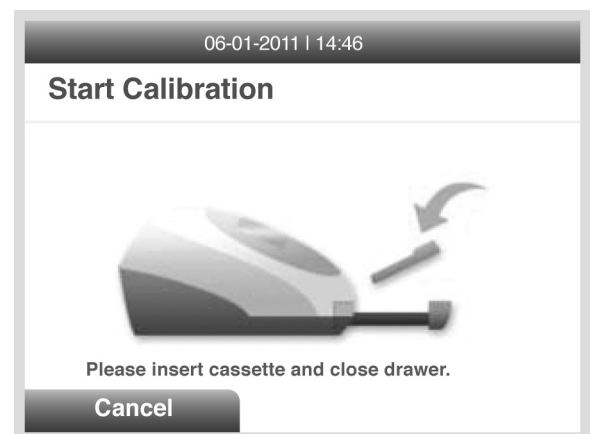 06-01-2011 | 14:46
Start Calibration
Please insert cassette and close drawer.
Cancel